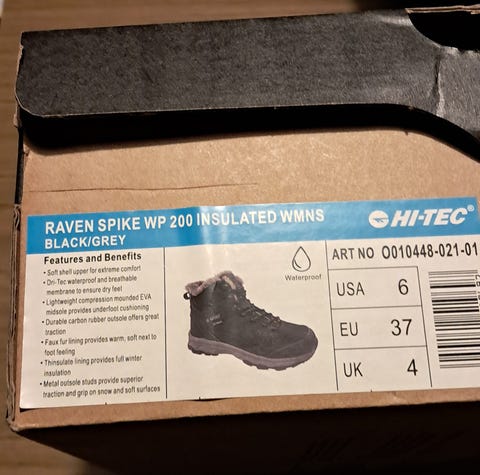 RAVEN SPIKE WP 200 INSULATED WMNS
BLACK/GREY
HI-TEC®
Features and Benefits
• Soft shell upper for extreme comfort
• Dri-Tec waterproof and breathable
membrane to ensure dry feet
• Lightweight compression mounded EVA
midsole provides underfoot cushioning
• Durable carbon rubber outsole offers great
traction
• Faux fur lining provides warm, soft next to
foot feeling
• Thinsulate lining provides full winter
insulation
• Metal outsole studs provide superior
traction and grip on snow and soft surfaces
Waterproof
ART NO O010448-021-01
USA 6
EU 37
UK 4